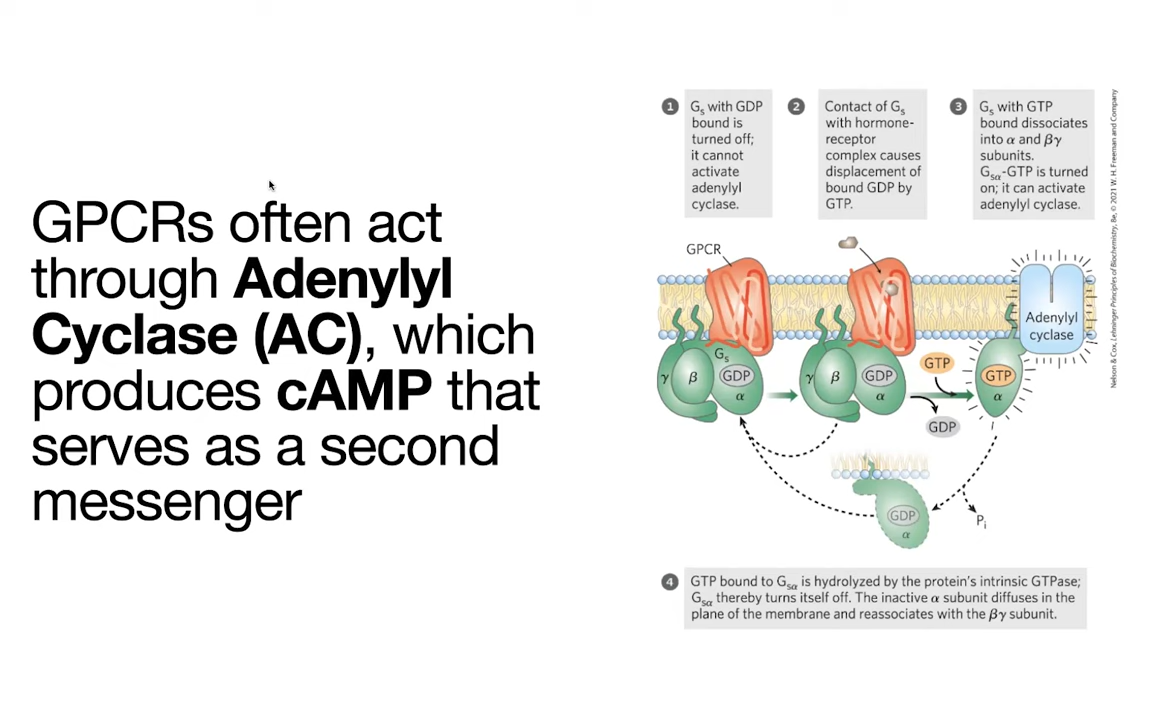 GPCRs often act
through Adenylyl
Cyclase (AC), which
produces cAMP that
serves as a second
messenger
1
Gs with GDP
bound is
turned off;
it cannot
activate
adenylyl
cyclase.
2
Contact of Gs
with hormone-
receptor
complex causes
displacement of
bound GDP by
GTP.
3
Gs with GTP
bound dissociates
into α and βγ
subunits.
Gsα-GTP is turned
on; it can activate
adenylyl cyclase.
GPCR
Gs
γ
β
GDP
α
γ
β
GDP
α
GTP
GDP
GTP
α
Adenylyl
cyclase
GDP
α
Pi
4
GTP bound to Gsα is hydrolyzed by the protein's intrinsic GTPase;
Gsα thereby turns itself off. The inactive α subunit diffuses in the
plane of the membrane and reassociates with the βγ subunit.
Nelson & Cox, Lehninger Principles of Biochemistry, 8e, © 2021 W. H. Freeman and Company